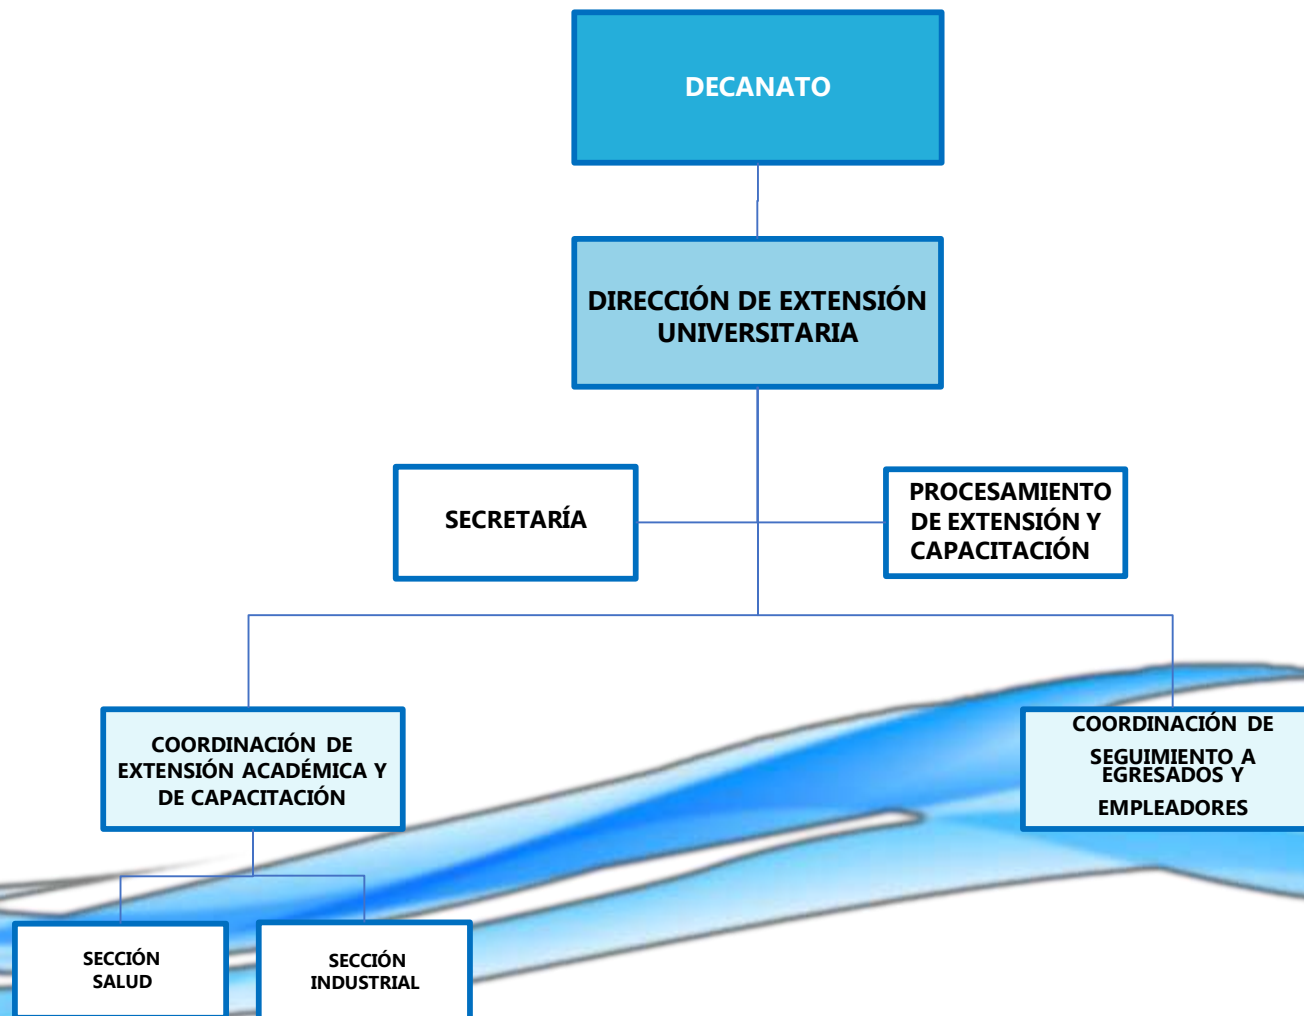 DECANATO
DIRECCIÓN DE EXTENSIÓN
UNIVERSITARIA
SECRETARÍA
PROCESAMIENTO
DE EXTENSIÓN Y
CAPACITACIÓN
COORDINACIÓN DE
EXTENSIÓN ACADÉMICA Y
DE CAPACITACIÓN
COORDINACIÓN DE
SEGUIMIENTO A
EGRESADOS Y
EMPLEADORES
SECCIÓN
SALUD
SECCIÓN
INDUSTRIAL